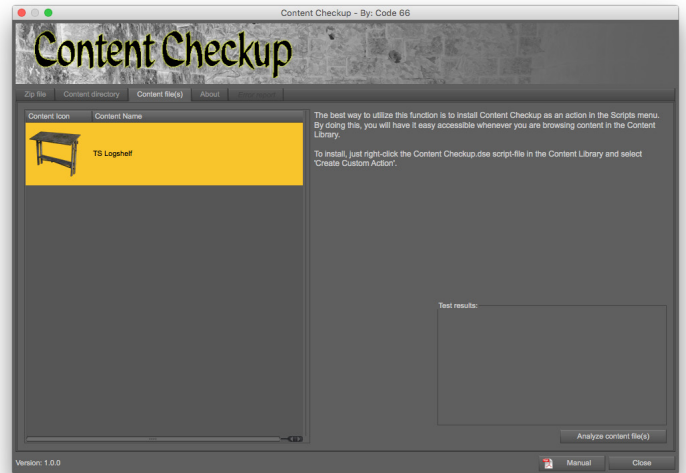 Content Checkup - By: Code 66
Content Checkup
Zip file
Content directory
Content file(s)
About
Content Icon
Content Name
TS Logshelf
The best way to utilize this function is to install Content Checkup as an action in the Scripts menu.
By doing this, you will have it easy accessible whenever you are browsing content in the Content
Library.
To install, just right-click the Content Checkup.dse script-file in the Content Library and select
'Create Custom Action'.
Test results:
Analyze content file(s)
Version: 1.0.0
Manual
Close